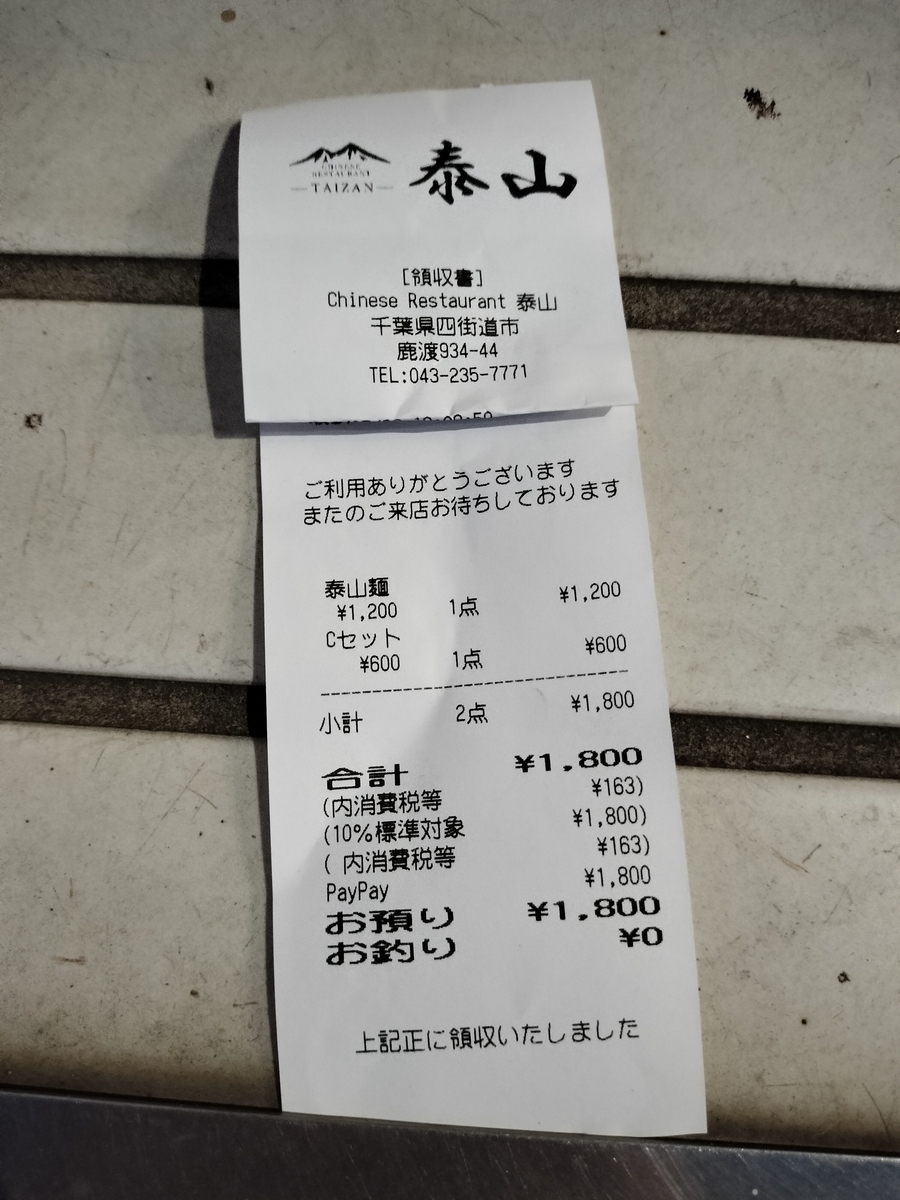 CHINESE
RESTAURANT
TAIZAN
泰山
[領収書]
Chinese Restaurant 泰山
千葉県四街道市
鹿渡934-44
TEL:043-235-7771
ご利用ありがとうございます
またのご来店お待ちしております
泰山麺
¥1,200 1点 ¥1,200
Cセット
¥600 1点 ¥600
小計 2点 ¥1,800
合計 ¥1,800
(内消費税等 ¥163)
(10%標準対象 ¥1,800)
( 内消費税等 ¥163)
PayPay ¥1,800
お預り ¥1,800
お釣り ¥0
上記正に領収いたしました